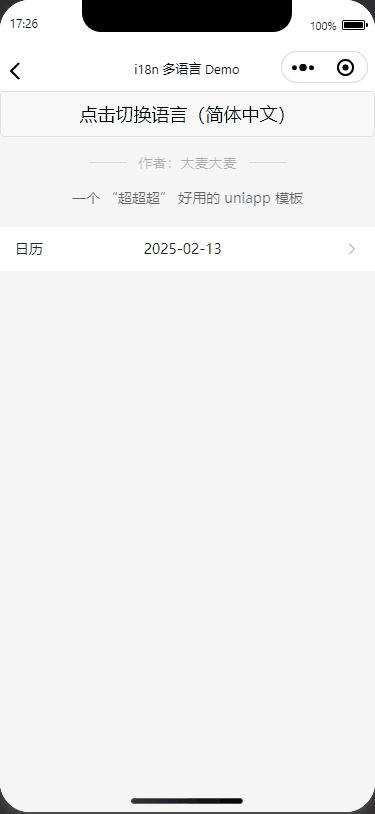 17:26
100%
i18n 多语言 Demo
点击切换语言（简体中文）
作者：大麦大麦
一个 “超超超” 好用的 uniapp 模板
日历 2025-02-13